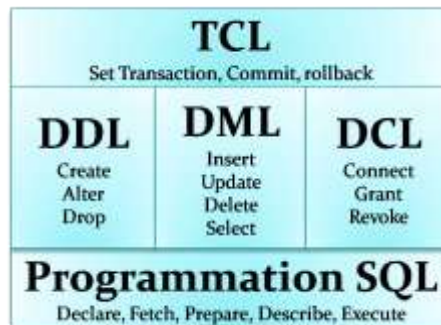 TCL
Set Transaction, Commit, rollback
DDL
Create
Alter
Drop
DML
Insert
Update
Delete
Select
DCL
Connect
Grant
Revoke
Programmation SQL
Declare, Fetch, Prepare, Describe, Execute